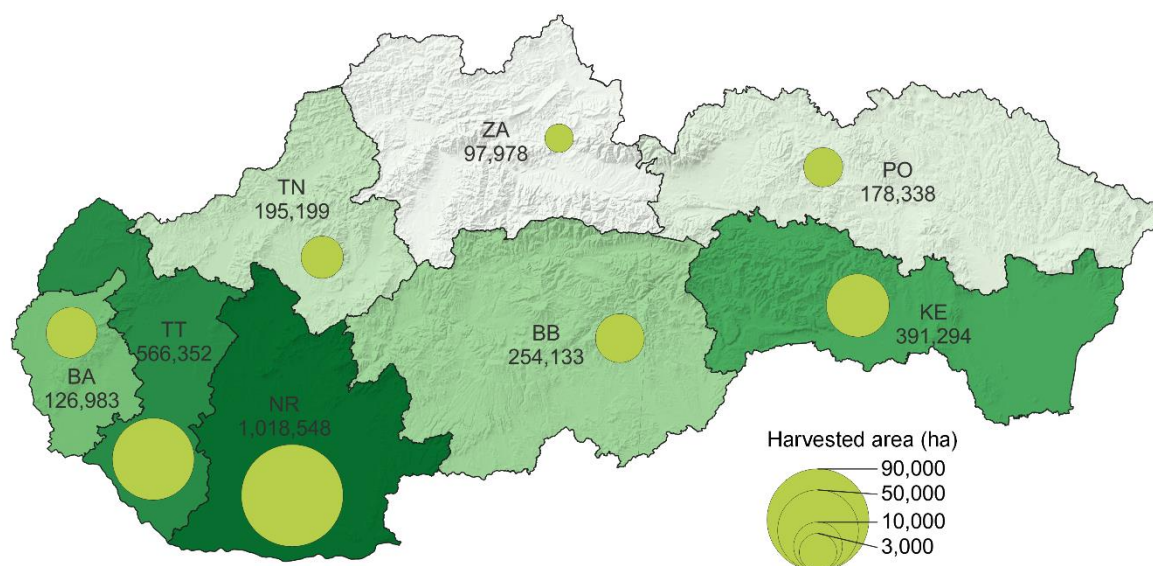 ZA
97,978
PO
178,338
TN
195,199
TT
566,352
BA
126,983
NR
1,018,548
BB
254,133
KE
391,294
Harvested area (ha)
90,000
50,000
10,000
3,000